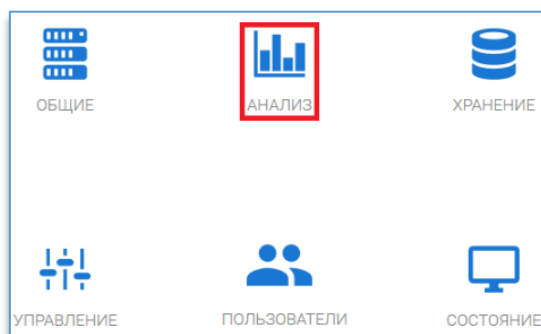 ОБЩИЕ АНАЛИЗ ХРАНЕНИЕ
УПРАВЛЕНИЕ ПОЛЬЗОВАТЕЛИ СОСТОЯНИЕ